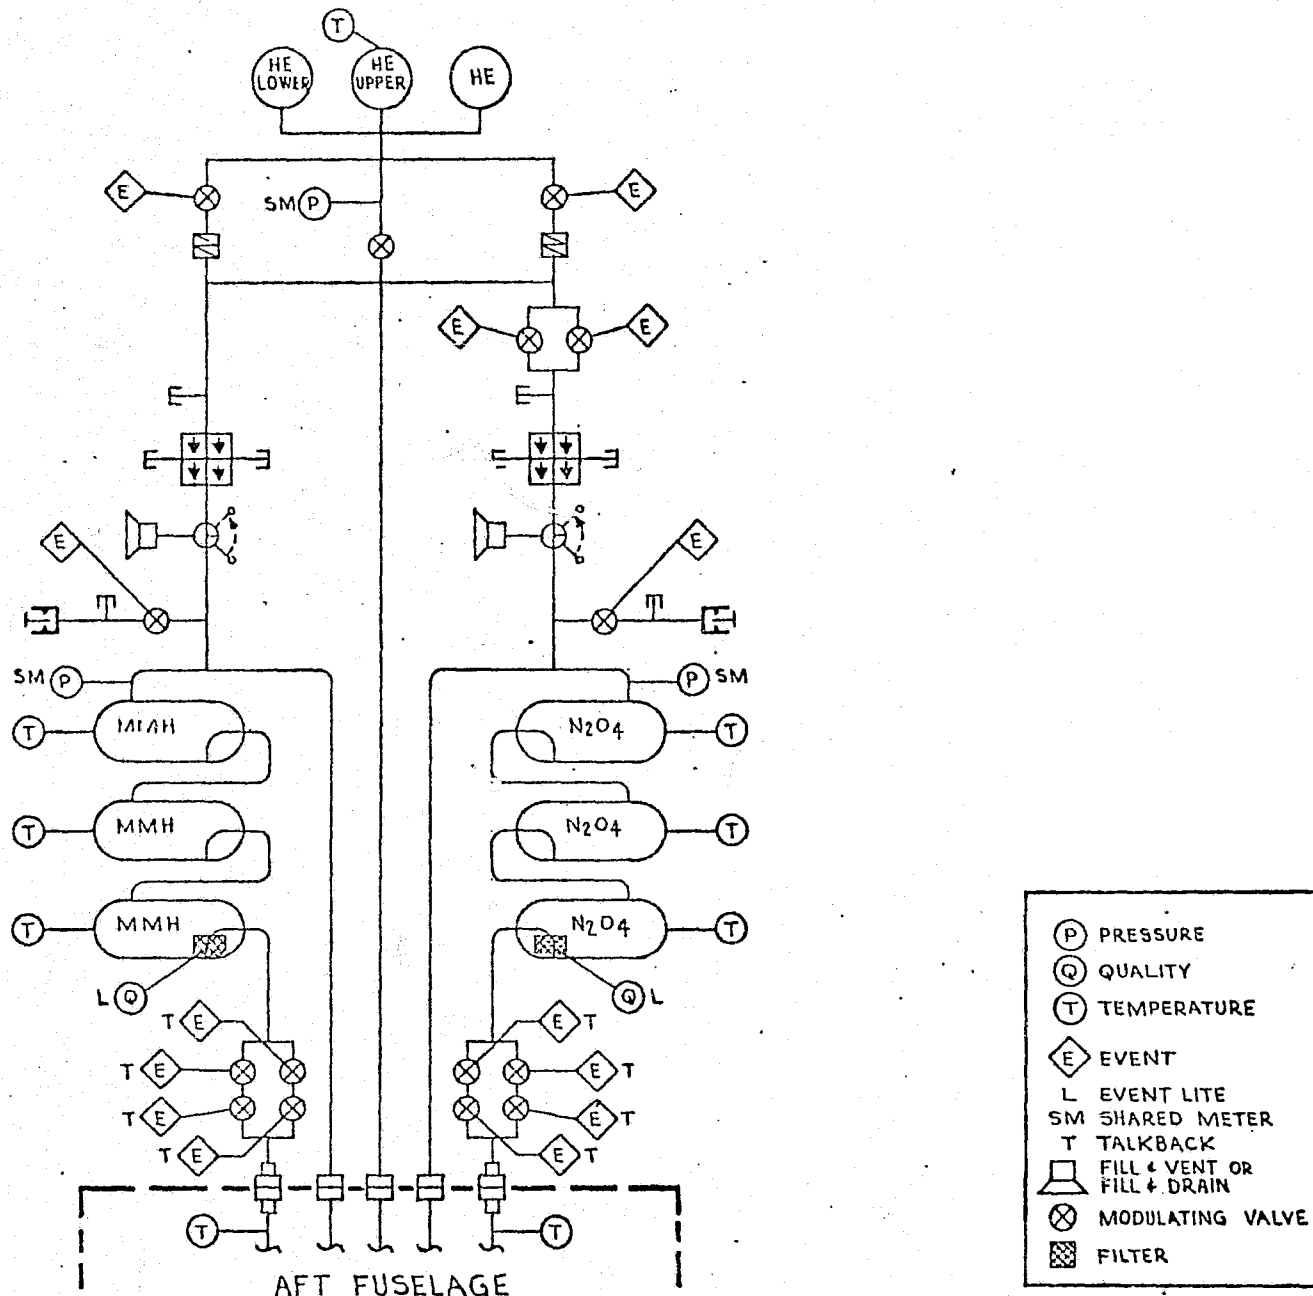 T
HE
LOWER
HE
UPPER
HE
E
SM P
E
E
E
E
E
SM P
P SM
T
MMH
N2O4
T
T
MMH
N2O4
T
T
MMH
N2O4
T
L Q
Q L
T E
E T
T E
E T
T E
E T
T E
E T
T
T
AFT FUSELAGE
P PRESSURE
Q QUALITY
T TEMPERATURE
E EVENT
L EVENT LITE
SM SHARED METER
T TALKBACK
FILL & VENT OR
FILL & DRAIN
MODULATING VALVE
FILTER